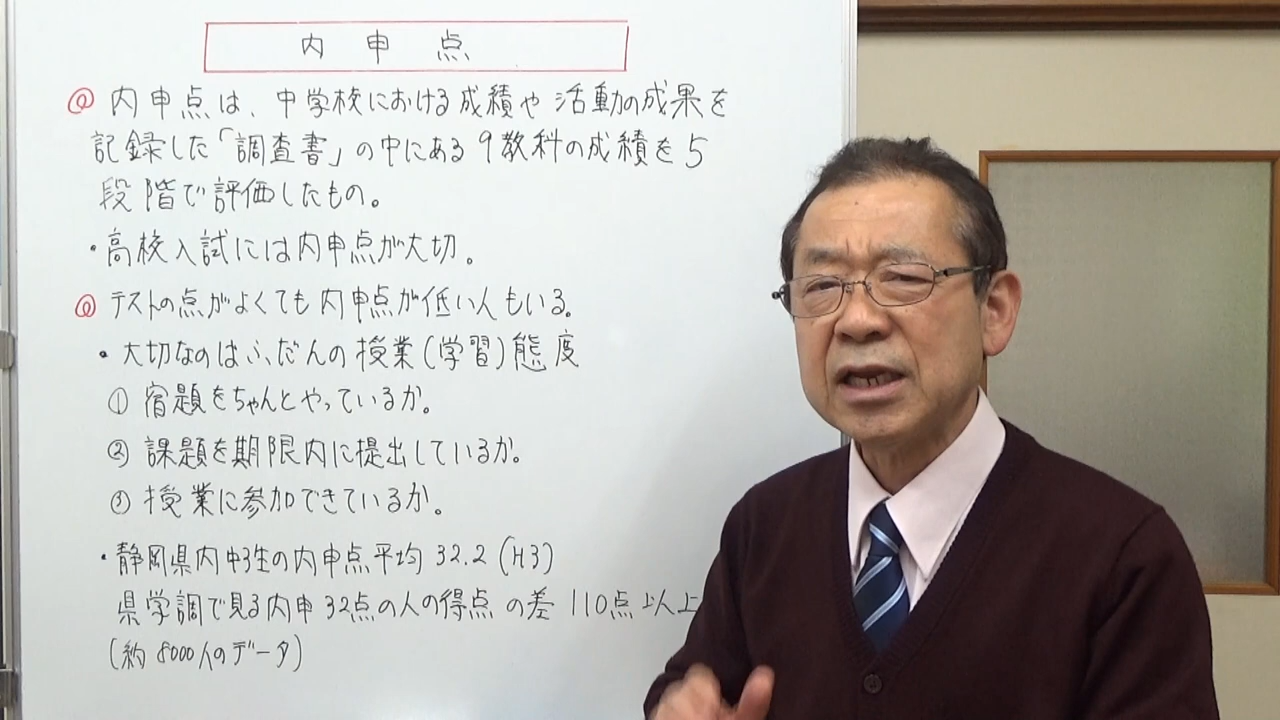 内申点
◎ 内申点は、中学校における成績や活動の成果を
記録した「調査書」の中にある9教科の成績を5
段階で評価したもの。
・高校入試には内申点が大切。
◎ テストの点がよくても内申点が低い人もいる。
・大切なのはふだんの授業(学習)態度
① 宿題をちゃんとやっているか。
② 課題を期限内に提出しているか。
③ 授業に参加できているか。
・静岡県内中3生の内申点平均 32.2 (H3)
県学調で見る内申32点の人の得点の差 110点以上
(約8000人のデータ)